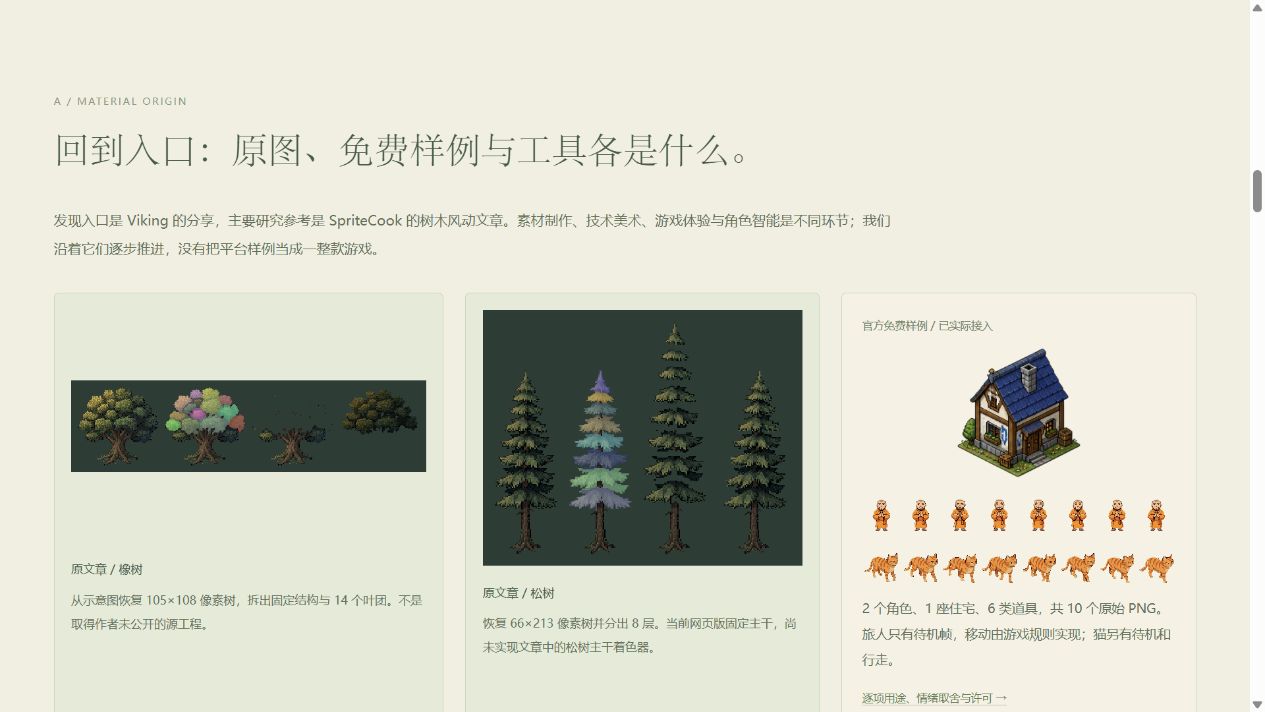 A / MATERIAL ORIGIN
回到入口：原图、免费样例与工具各是什么。
发现入口是 Viking 的分享，主要研究参考是 SpriteCook 的树木风动文章。素材制作、技术美术、游戏体验与角色智能是不同环节；我们
沿着它们逐步推进，没有把平台样例当成一整款游戏。
原文章 / 橡树
从示意图恢复 105×108 像素树，拆出固定结构与 14 个叶团。不是
取得作者未公开的源工程。
原文章 / 松树
恢复 66×213 像素树并分出 8 层。当前网页版固定主干，尚
未实现文章中的松树主干着色器。
官方免费样例 / 已实际接入
2 个角色、1 座住宅、6 类道具，共 10 个原始 PNG。
旅人只有待机帧，移动由游戏规则实现；猫另有待机和
行走。
逐项用途、情绪取舍与许可 →